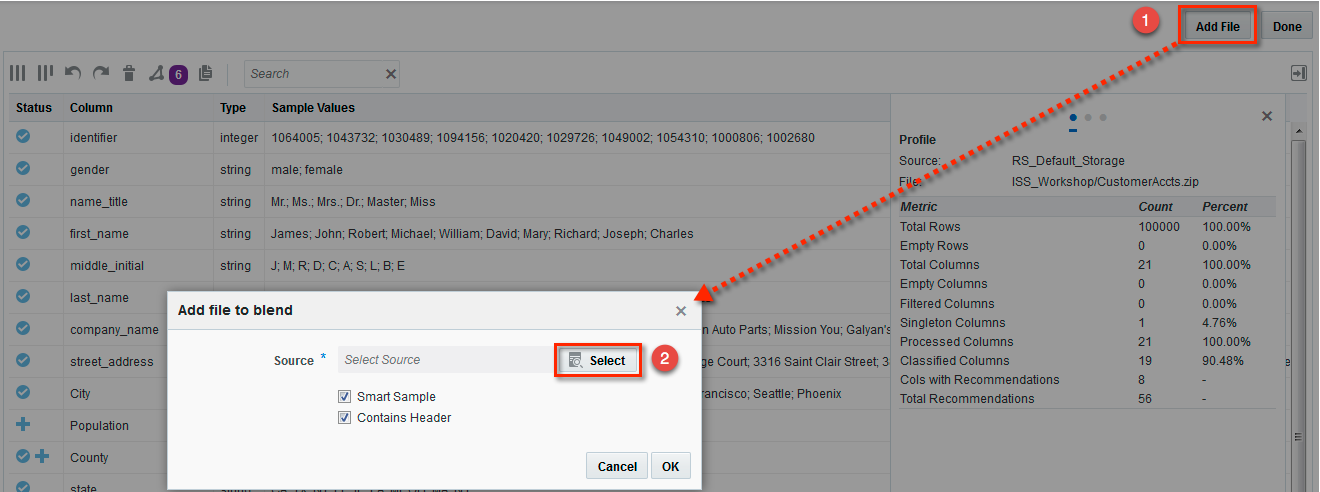 1 Add File Done
6 Search
Status Column Type Sample Values
identifier integer 1064005; 1043732; 1030489; 1094156; 1020420; 1029726; 1049002; 1054310; 1000806; 1002680
gender string male; female
name_title string Mr.; Ms.; Mrs.; Dr.; Master; Miss
first_name string James; John; Robert; Michael; William; David; Mary; Richard; Joseph; Charles
middle_initial string J; M; R; D; C; A; S; L; B; E
last_name
company_name n Auto Parts; Mission You; Galyan's
street_address ge Court; 3316 Saint Clair Street; 38
City rancisco; Seattle; Phoenix
Population
County
state string
Add file to blend
Source * Select Source Select 2
Smart Sample
Contains Header
Cancel OK
Profile
Source: RS_Default_Storage
File: ISS_Workshop/CustomerAccts.zip
Metric Count Percent
Total Rows 100000 100.00%
Empty Rows 0 0.00%
Total Columns 21 100.00%
Empty Columns 0 0.00%
Filtered Columns 0 0.00%
Singleton Columns 1 4.76%
Processed Columns 21 100.00%
Classified Columns 19 90.48%
Cols with Recommendations 8 -
Total Recommendations 56 -